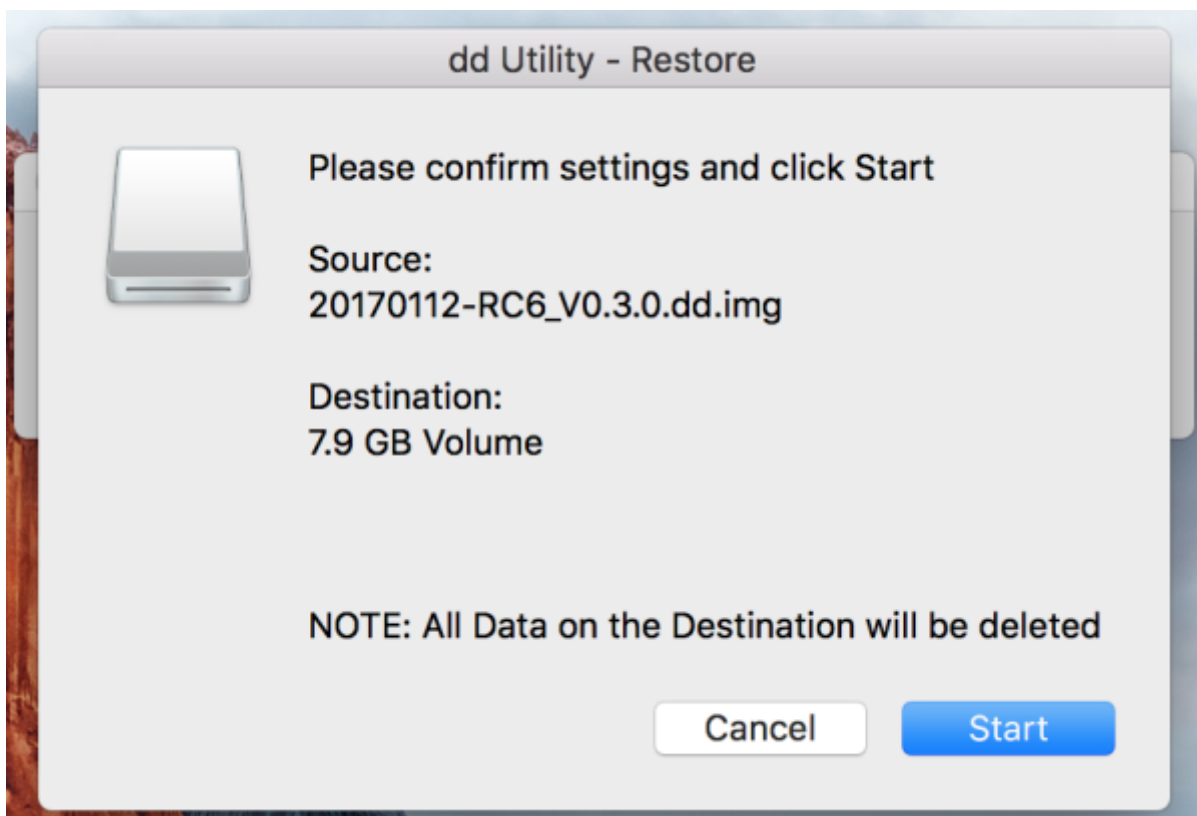 dd Utility - Restore
Please confirm settings and click Start
Source:
20170112-RC6_V0.3.0.dd.img
Destination:
7.9 GB Volume
NOTE: All Data on the Destination will be deleted
Cancel
Start